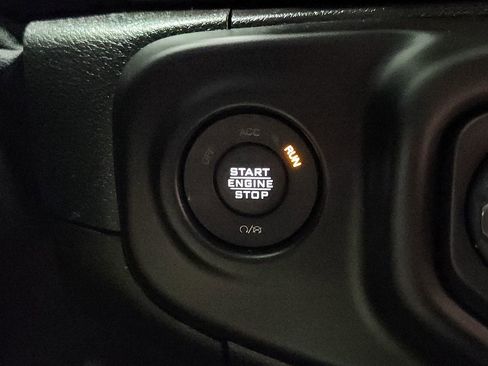 ACC
OFF
RUN
START
ENGINE
STOP